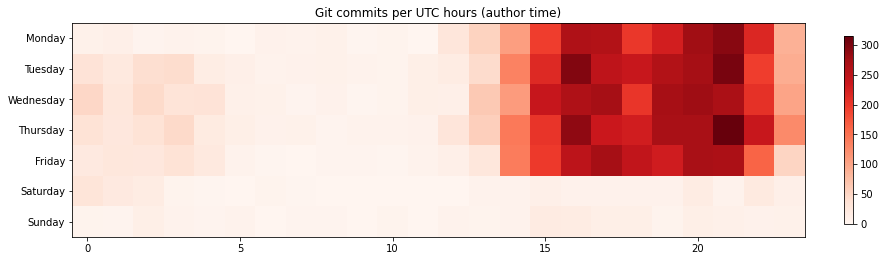 Git commits per UTC hours (author time)
Monday
Tuesday
Wednesday
Thursday
Friday
Saturday
Sunday
0 5 10 15 20
300
250
200
150
100
50
0